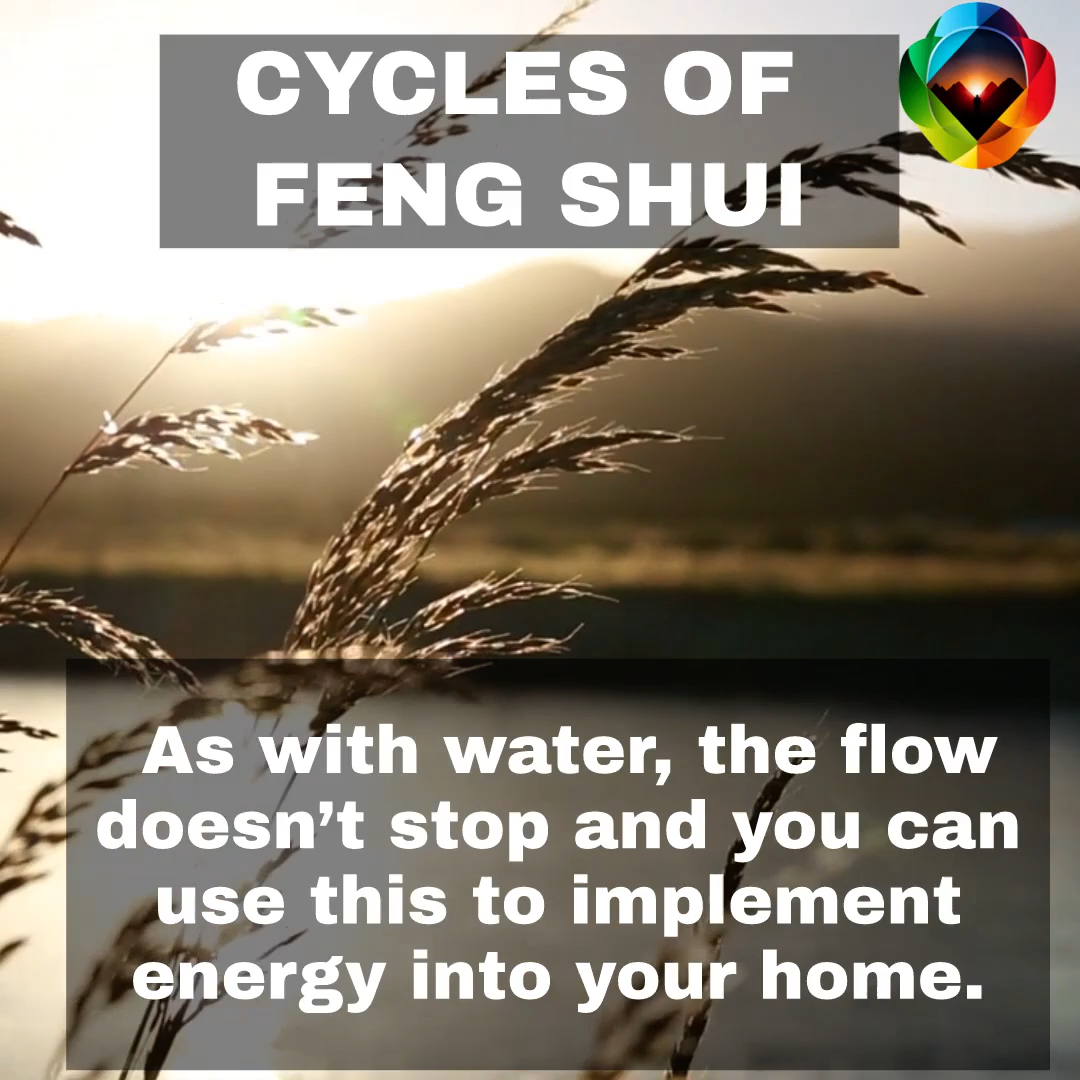 CYCLES OF
FENG SHUI
As with water, the flow
doesn’t stop and you can
use this to implement
energy into your home.